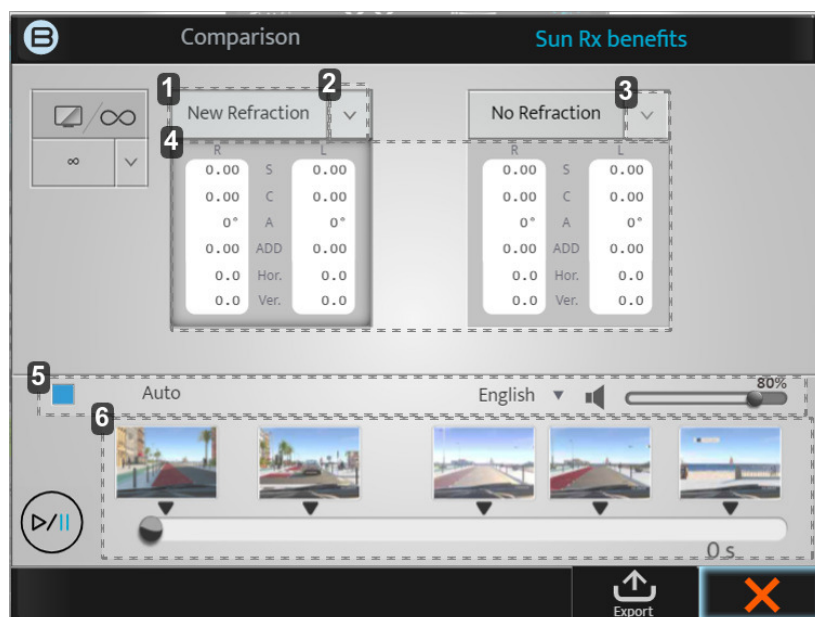 B Comparison Sun Rx benefits
1 New Refraction 2
No Refraction 3
/∞
∞
4
R L R L
0.00 S 0.00 0.00 S 0.00
0.00 C 0.00 0.00 C 0.00
0° A 0° 0° A 0°
0.00 ADD 0.00 0.00 ADD 0.00
0.0 Hor. 0.0 0.0 Hor. 0.0
0.0 Ver. 0.0 0.0 Ver. 0.0
5 Auto English 80%
6
0 s
Export